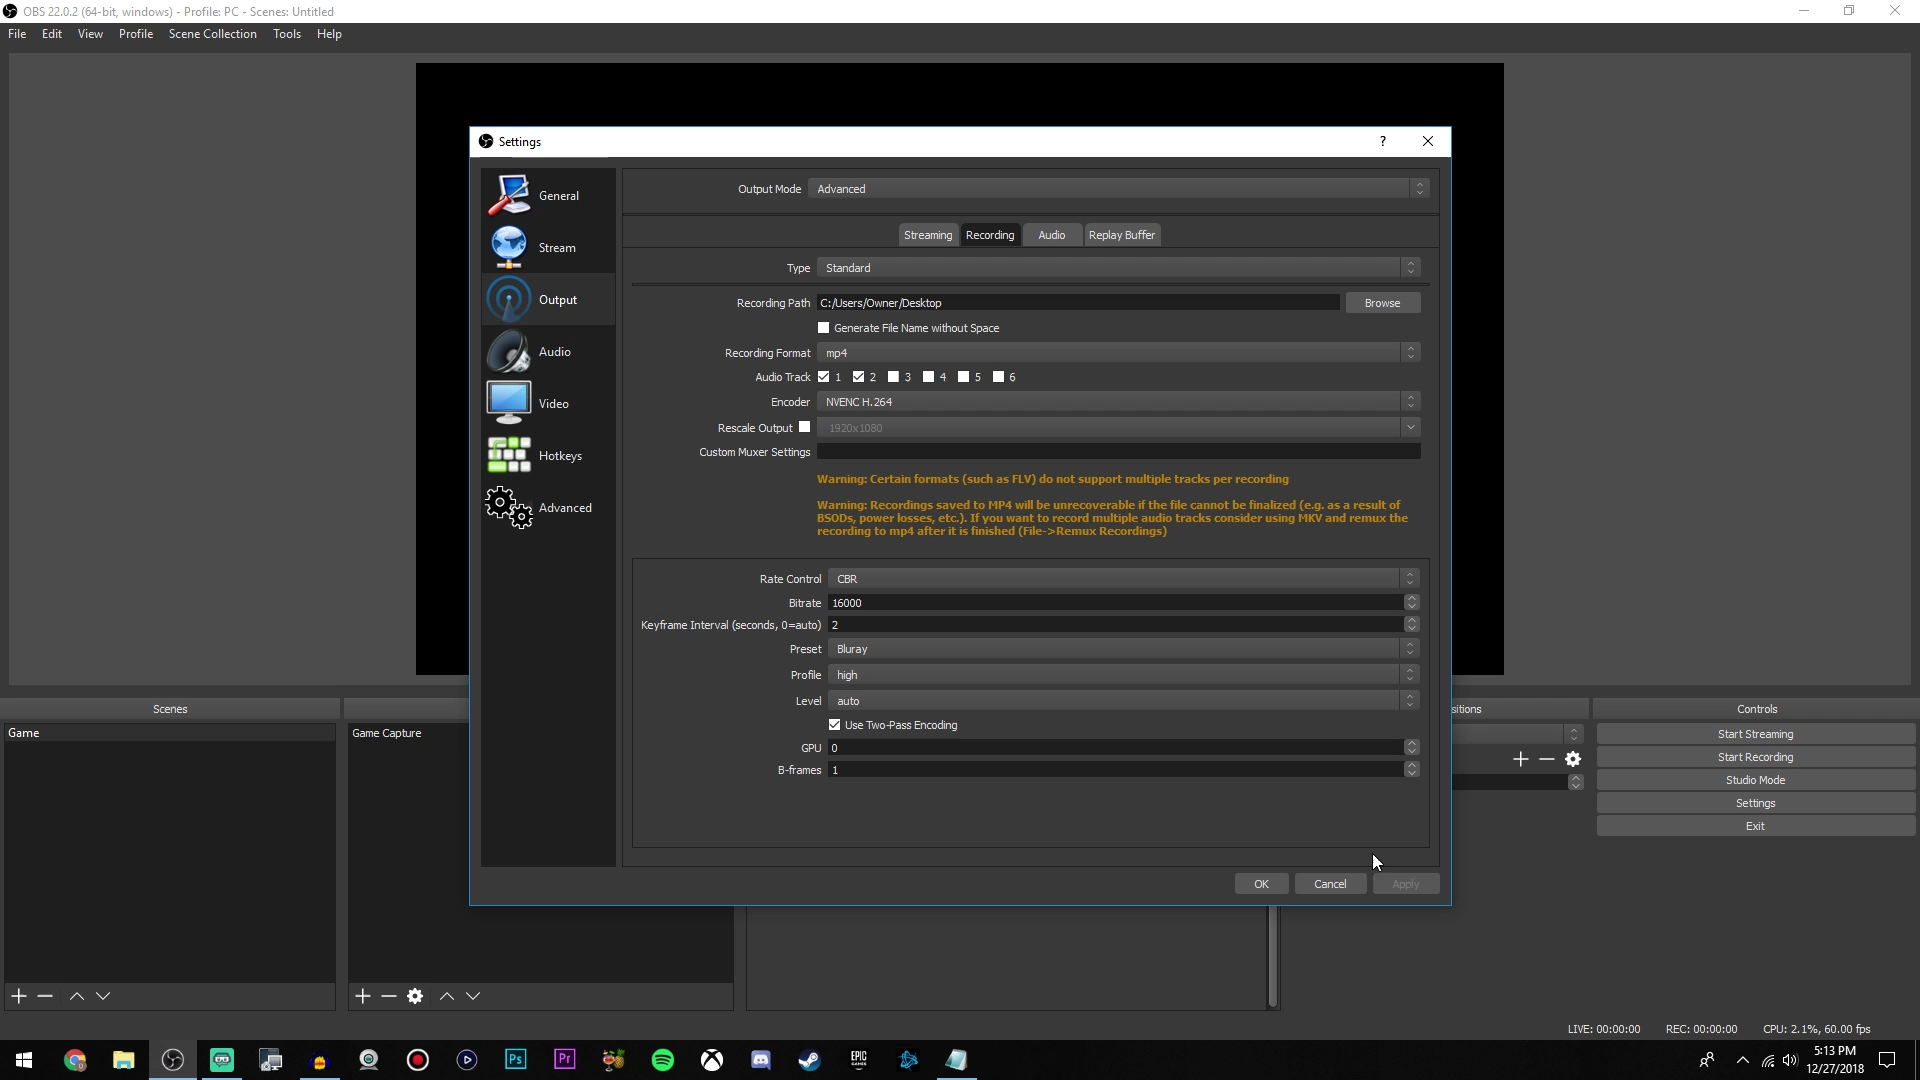 OBS 22.0.2 (64-bit, windows) - Profile: PC - Scenes: Untitled
File Edit View Profile Scene Collection Tools Help
Settings
?
General
Stream
Output
Audio
Video
Hotkeys
Advanced
Output Mode Advanced
Streaming Recording Audio Replay Buffer
Type Standard
Recording Path C:/Users/Owner/Desktop Browse
Generate File Name without Space
Recording Format mp4
Audio Track 1 2 3 4 5 6
Encoder NVENC H.264
Rescale Output 1920x1080
Custom Muxer Settings
Warning: Certain formats (such as FLV) do not support multiple tracks per recording
Warning: Recordings saved to MP4 will be unrecoverable if the file cannot be finalized (e.g. as a result of
BSODs, power losses, etc.). If you want to record multiple audio tracks consider using MKV and remux the
recording to mp4 after it is finished (File->Remux Recordings)
Rate Control CBR
Bitrate 16000
Keyframe Interval (seconds, 0=auto) 2
Preset Bluray
Profile high
Level auto
Use Two-Pass Encoding
GPU 0
B-frames 1
OK Cancel Apply
Scenes
Game
Game Capture
sitions
Controls
Start Streaming
Start Recording
Studio Mode
Settings
Exit
LIVE: 00:00:00 REC: 00:00:00 CPU: 2.1%, 60.00 fps
Ps
Pr
EPIC
GAMES
5:13 PM
12/27/2018